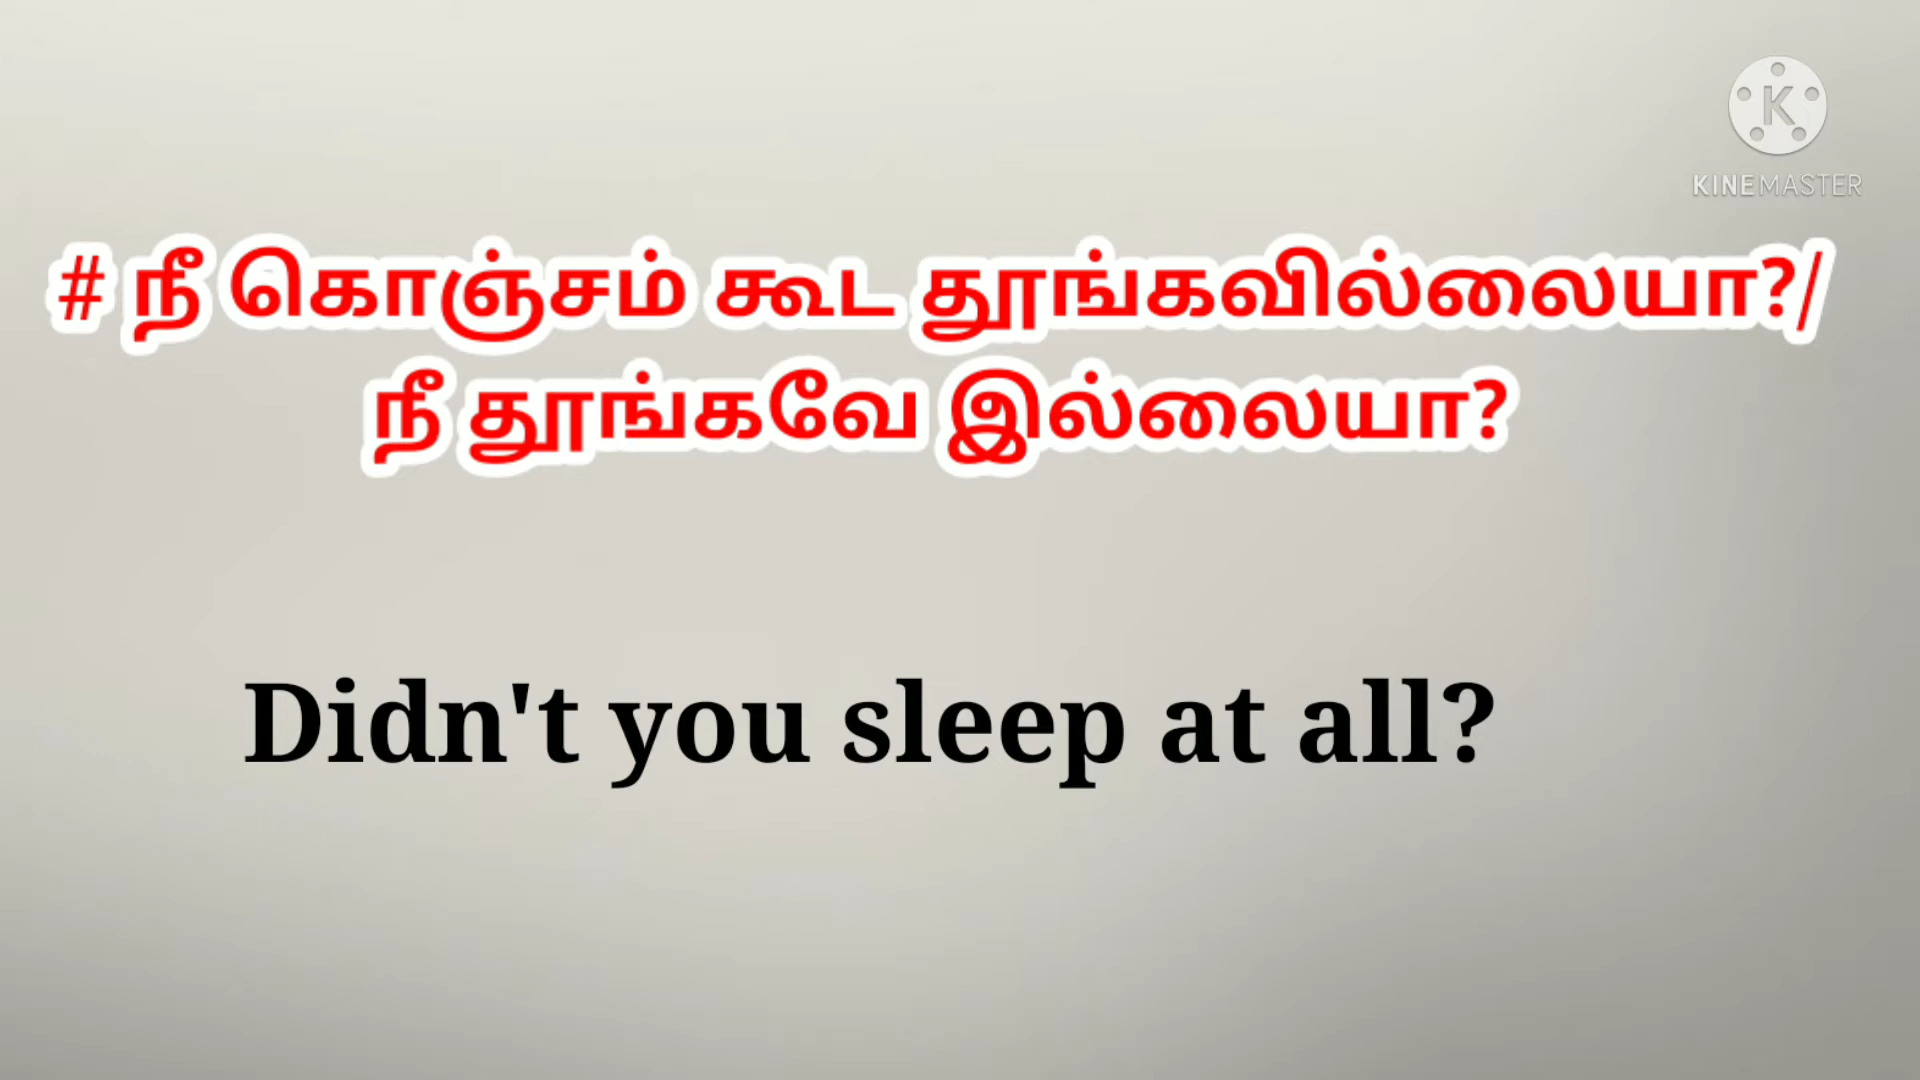 K
KINEMASTER
# நீ கொஞ்சம் கூட தூங்கவில்லையா?/
நீ தூங்கவே இல்லையா?
Didn't you sleep at all?